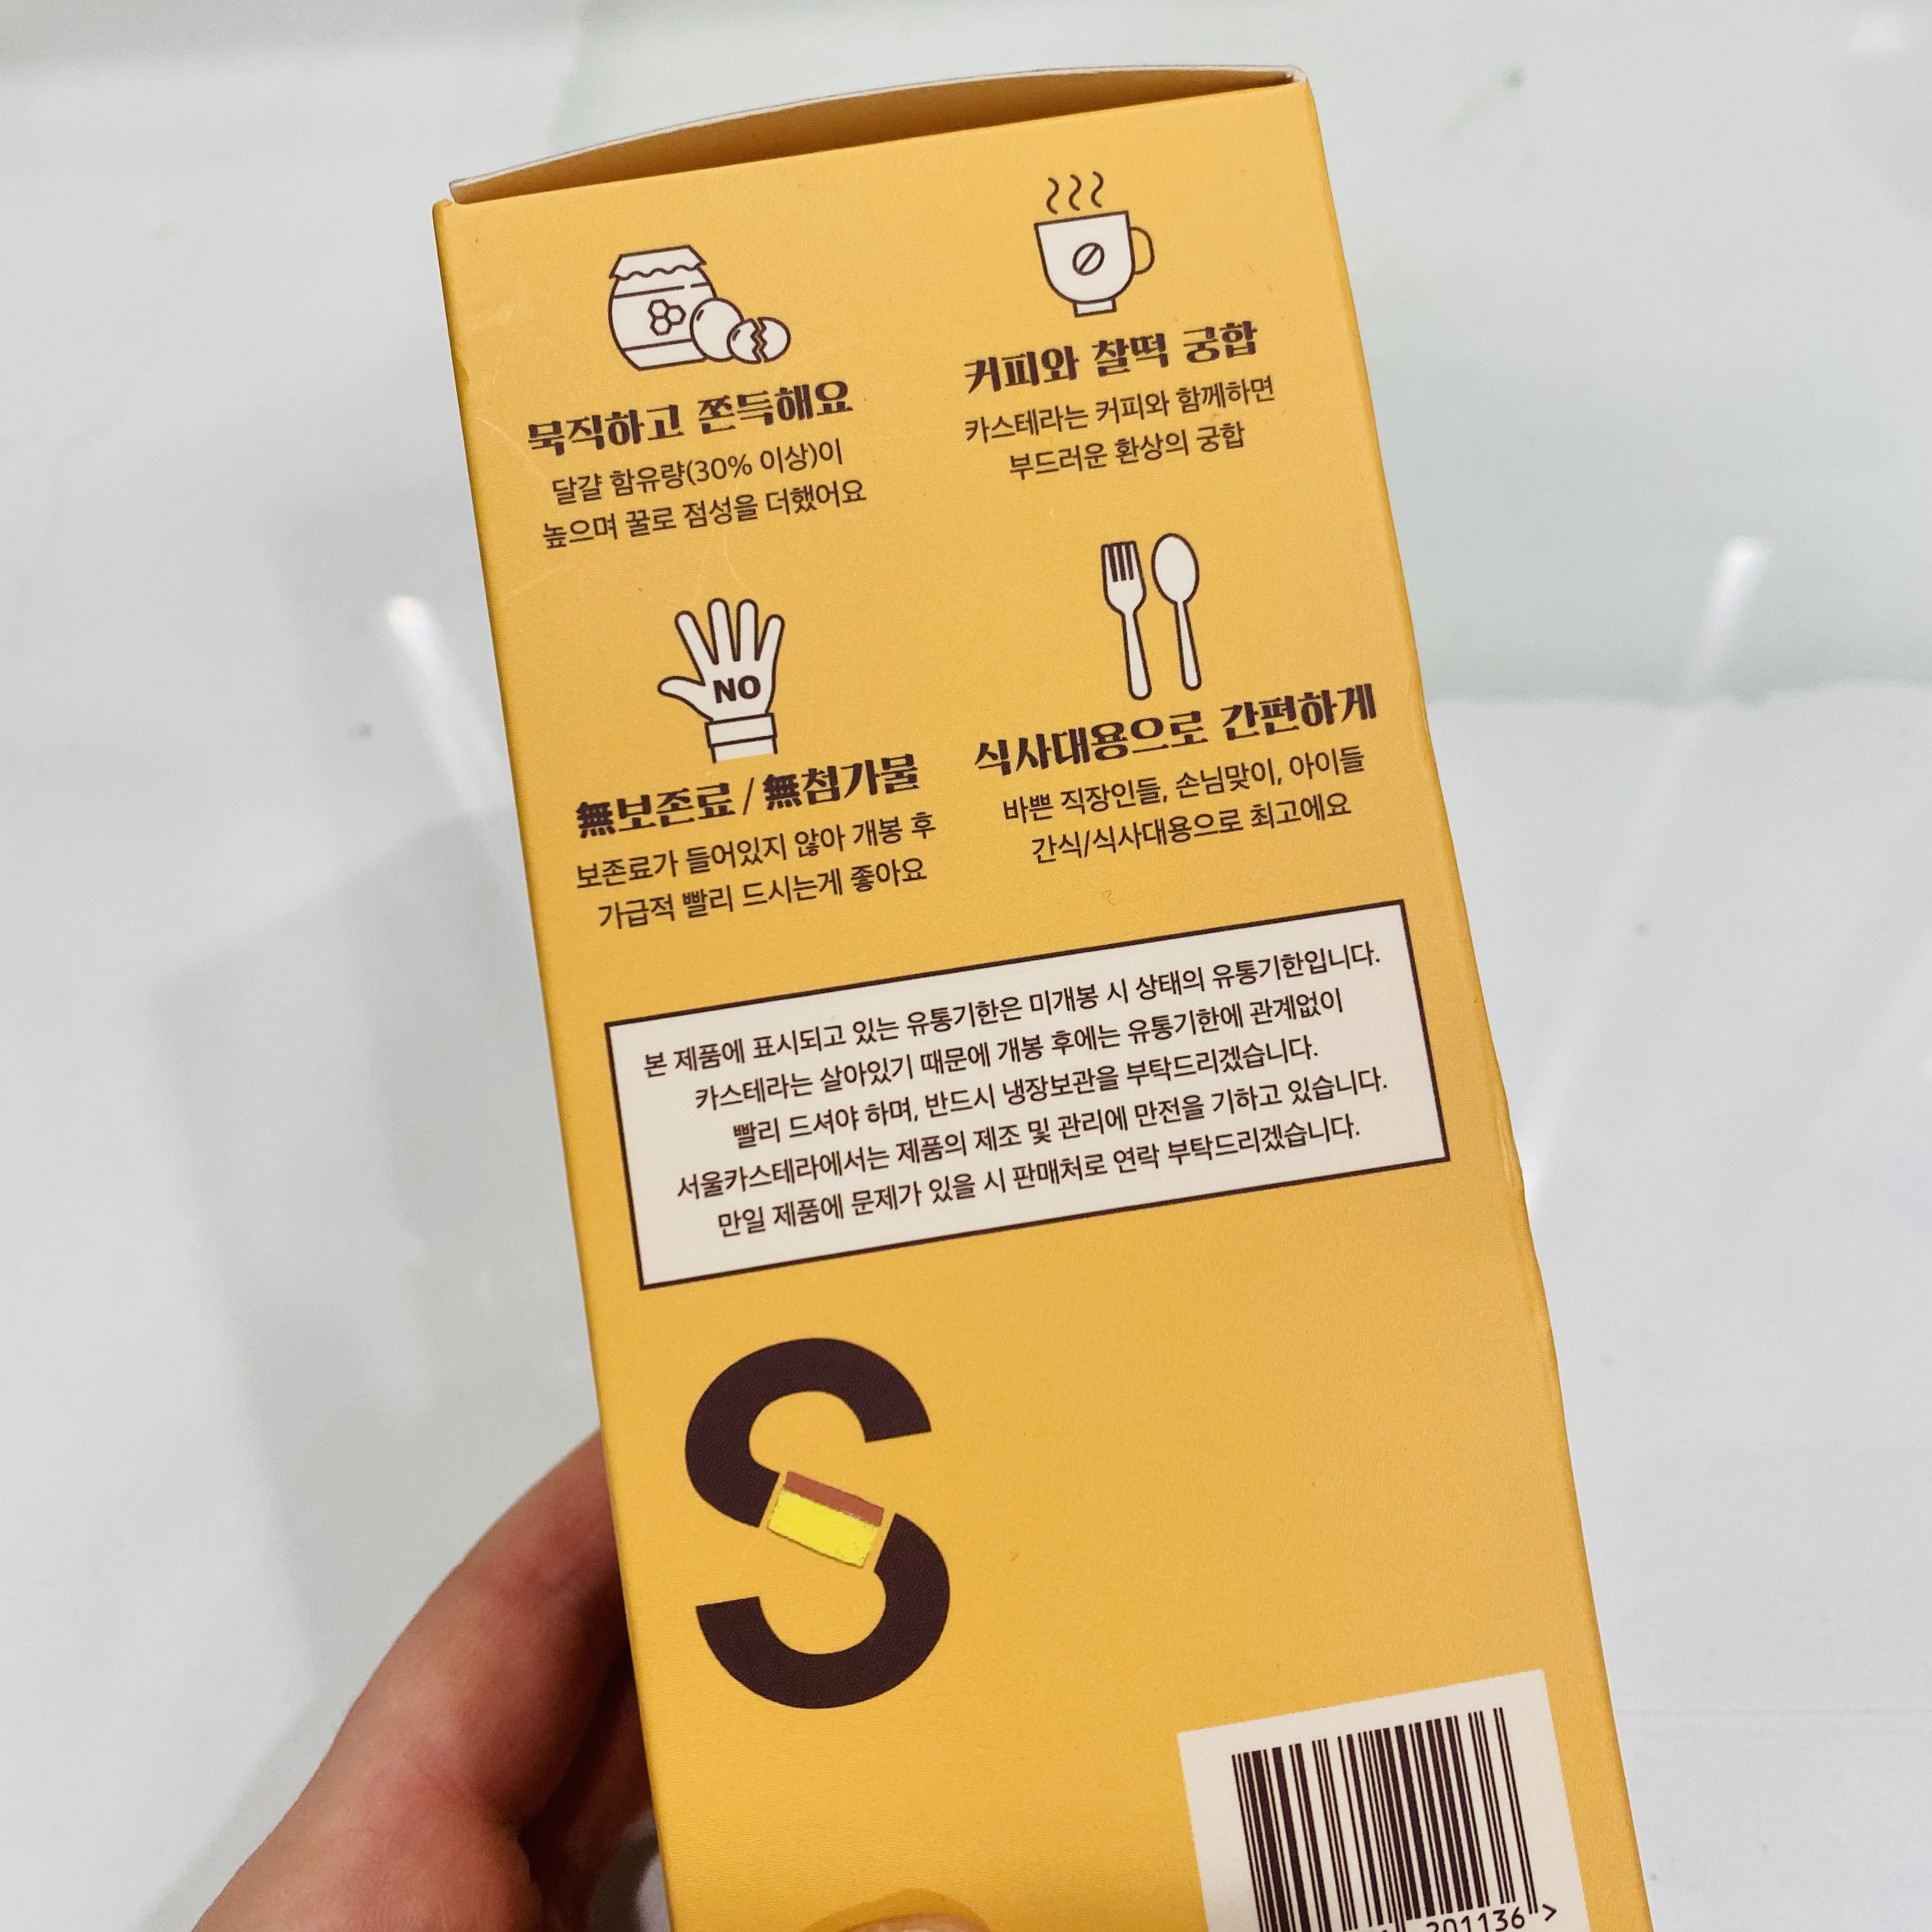 묵직하고 쫀득해요
달걀 함유량(30% 이상)이
높으며 꿀로 점성을 더했어요
커피와 찰떡 궁합
카스테라는 커피와 함께하면
부드러운 환상의 궁합
NO
無보존료/無첨가물
보존료가 들어있지 않아 개봉 후
가급적 빨리 드시는게 좋아요
식사대용으로 간편하게
바쁜 직장인들, 손님맞이, 아이들
간식/식사대용으로 최고에요
본 제품에 표시되고 있는 유통기한은 미개봉 시 상태의 유통기한입니다.
카스테라는 살아있기 때문에 개봉 후에는 유통기한에 관계없이
빨리 드셔야 하며, 반드시 냉장보관을 부탁드리겠습니다.
서울카스테라에서는 제품의 제조 및 관리에 만전을 기하고 있습니다.
만일 제품에 문제가 있을 시 판매처로 연락 부탁드리겠습니다.
S
201136 >